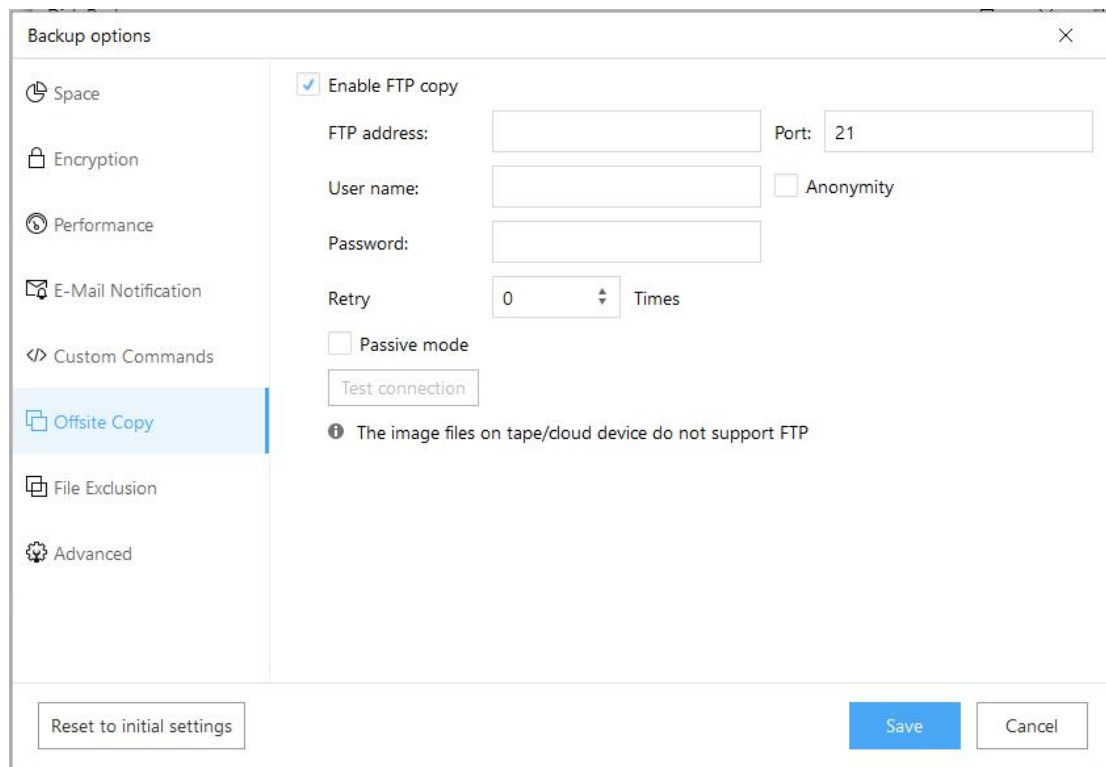 Backup options
Space
Encryption
Performance
E-Mail Notification
Custom Commands
Offsite Copy
File Exclusion
Advanced
Enable FTP copy
FTP address:
Port: 21
User name:
Anonymity
Password:
Retry 0 Times
Passive mode
Test connection
The image files on tape/cloud device do not support FTP
Reset to initial settings
Save
Cancel